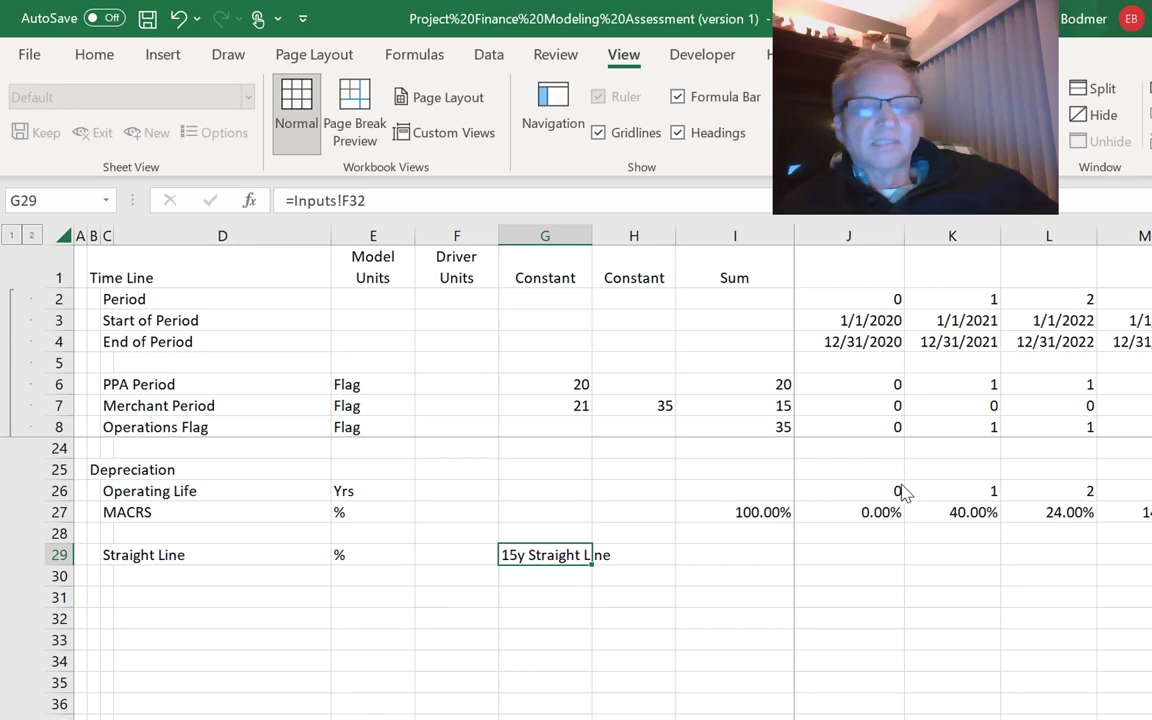 AutoSave Off Project%20Finance%20Modeling%20Assessment (version 1) - Bodmer EB
File Home Insert Draw Page Layout Formulas Data Review View Developer H
Default Normal Page Break Preview Page Layout Navigation Ruler Formula Bar Split
Keep Exit New Options Custom Views Gridlines Headings Hide
Unhide
Sheet View Workbook Views Show Window
G29 fx =Inputs!F32
1 2 A B C D E F G H I J K L M
1 Time Line Model Units Driver Units Constant Constant Sum
2 Period 0 1 2
3 Start of Period 1/1/2020 1/1/2021 1/1/2022 1/1
4 End of Period 12/31/2020 12/31/2021 12/31/2022 12/31
5
6 PPA Period Flag 20 20 0 1 1
7 Merchant Period Flag 21 35 15 0 0 0
8 Operations Flag Flag 35 0 1 1
24
25 Depreciation
26 Operating Life Yrs 0 1 2
27 MACRS % 100.00% 0.00% 40.00% 24.00% 14
28
29 Straight Line % 15y Straight Line
30
31
32
33
34
35
36